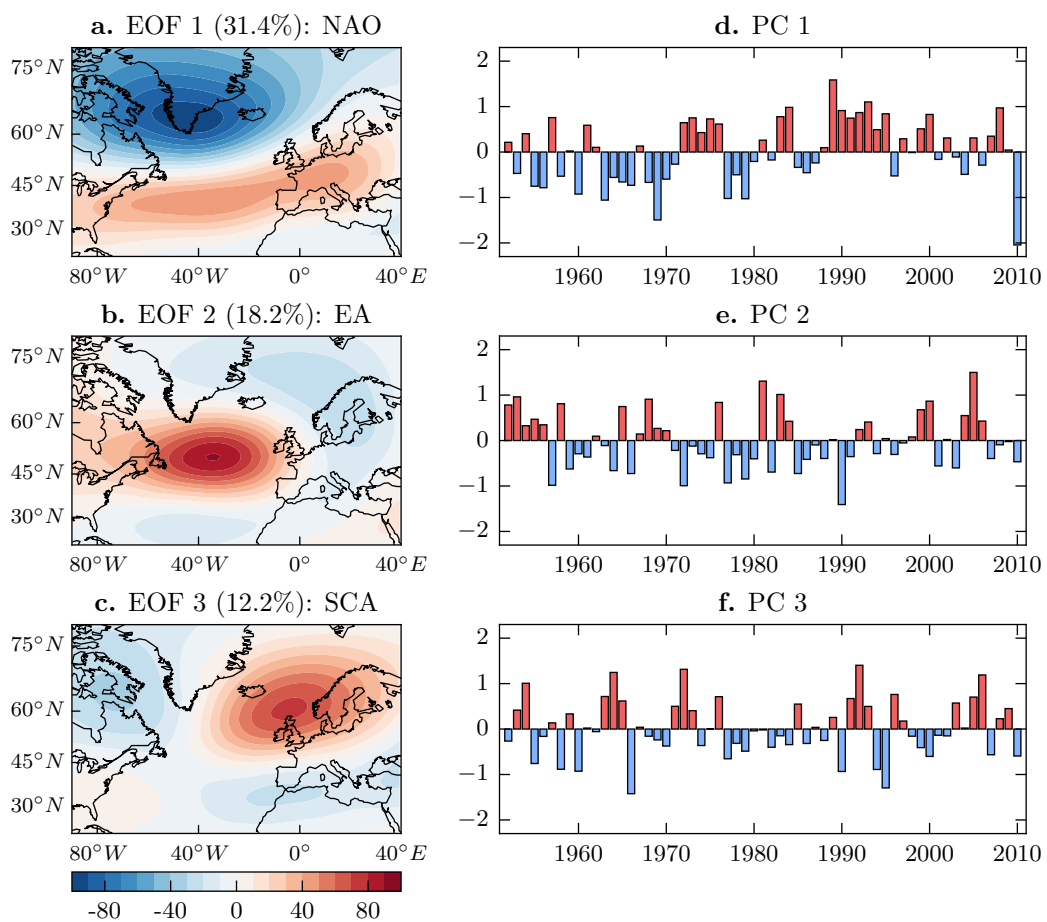 a. EOF 1 (31.4%): NAO
75°N
60°N
45°N
30°N
80°W 40°W 0° 40°E
d. PC 1
2
1
0
−1
−2
1960 1970 1980 1990 2000 2010
b. EOF 2 (18.2%): EA
75°N
60°N
45°N
30°N
80°W 40°W 0° 40°E
e. PC 2
2
1
0
−1
−2
1960 1970 1980 1990 2000 2010
c. EOF 3 (12.2%): SCA
75°N
60°N
45°N
30°N
80°W 40°W 0° 40°E
f. PC 3
2
1
0
−1
−2
1960 1970 1980 1990 2000 2010
-80 -40 0 40 80